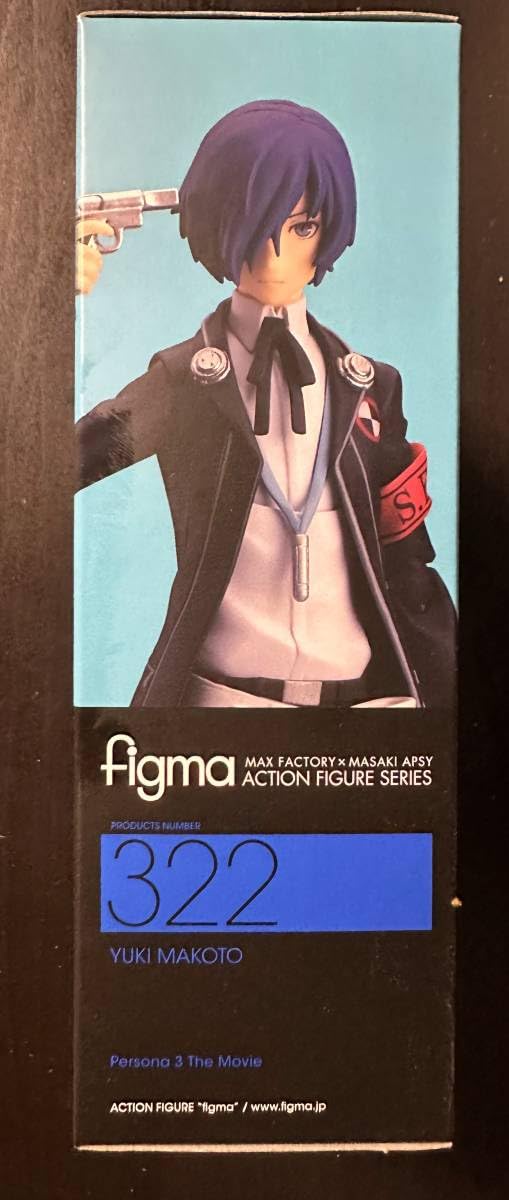 S.
figma
MAX FACTORY × MASAKI APSY
ACTION FIGURE SERIES
PRODUCTS NUMBER
322
YUKI MAKOTO
Persona 3 The Movie
ACTION FIGURE "figma" / www.figma.jp